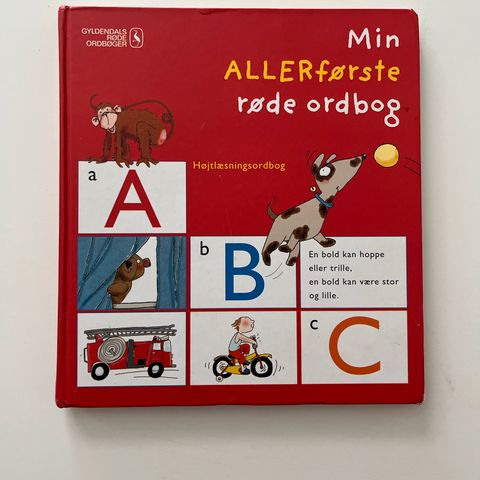 GYLDENDALS
RØDE
ORDBØGER
Min
ALLERførste
røde ordbog
Højtlæsningsordbog
a
A
b
B
En bold kan hoppe
eller trille,
en bold kan være stor
og lille.
c
C